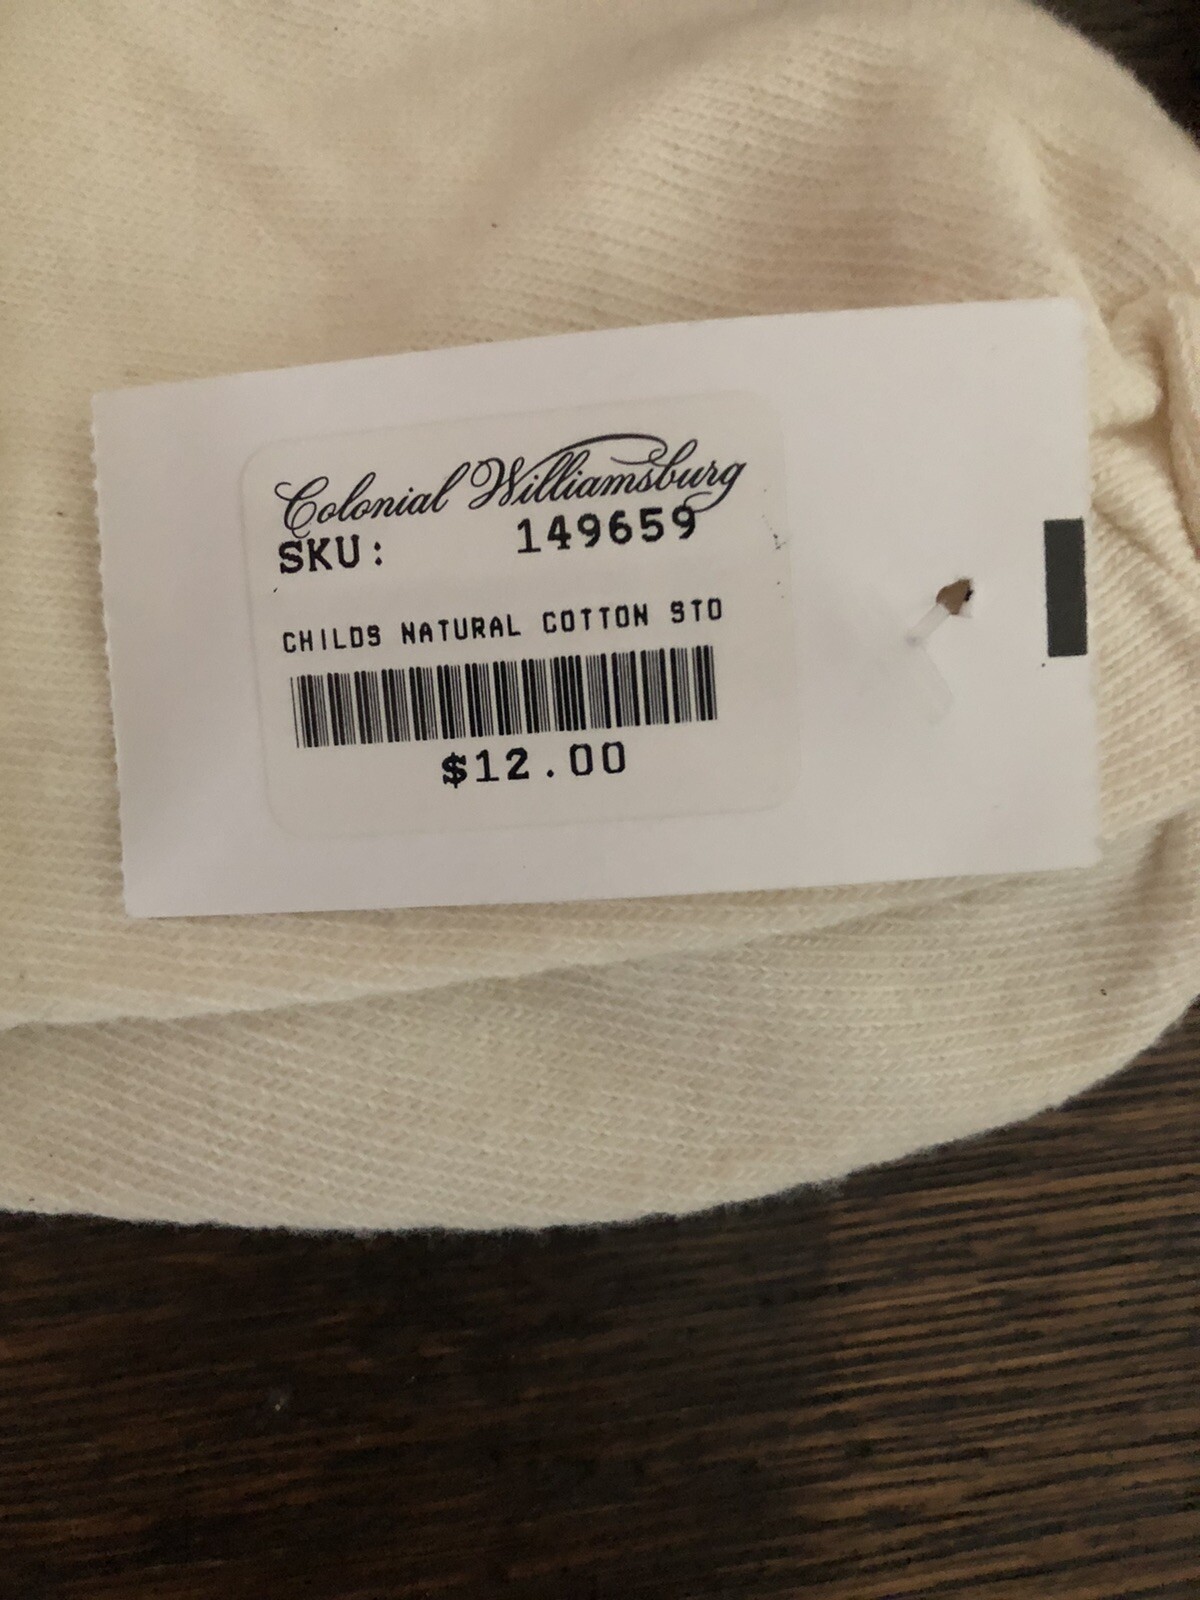 Colonial Williamsburg
SKU: 149659
CHILDS NATURAL COTTON STO
$12.00